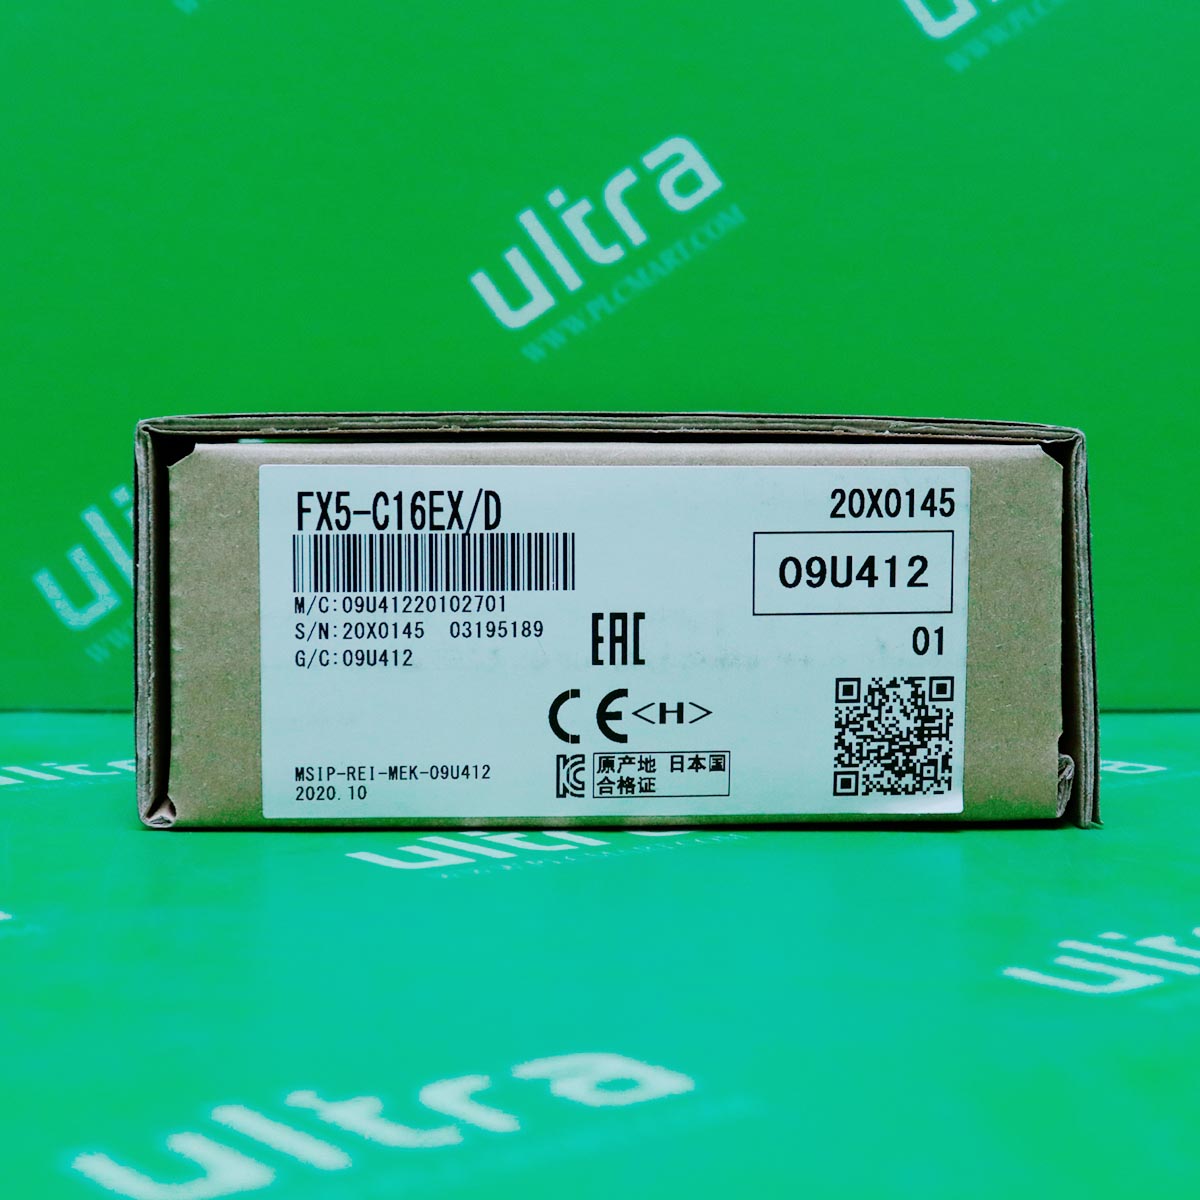 ultra
WWW.PLCMART.COM
FX5-C16EX/D
20X0145
09U412
M/C:09U41220102701
S/N:20X0145 03195189
G/C:09U412
EAC
01
CE<H>
MSIP-REI-MEK-09U412
2020.10
KC
原产地 日本国
合格证
ultra
ultra
ultra